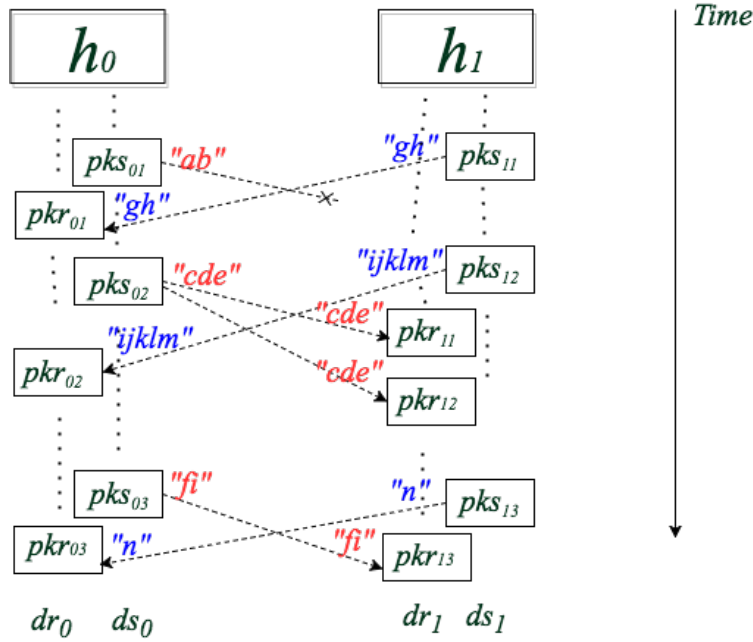 h0 h1 Time
pks01 "ab" "gh" pks11
pkr01 "gh"
pks02 "cde" "ijklm" pks12
"cde" pkr11
pkr02 "ijklm"
"cde" pkr12
pks03 "fi" "n" pks13
pkr03 "n" "fi" pkr13
dr0 ds0 dr1 ds1